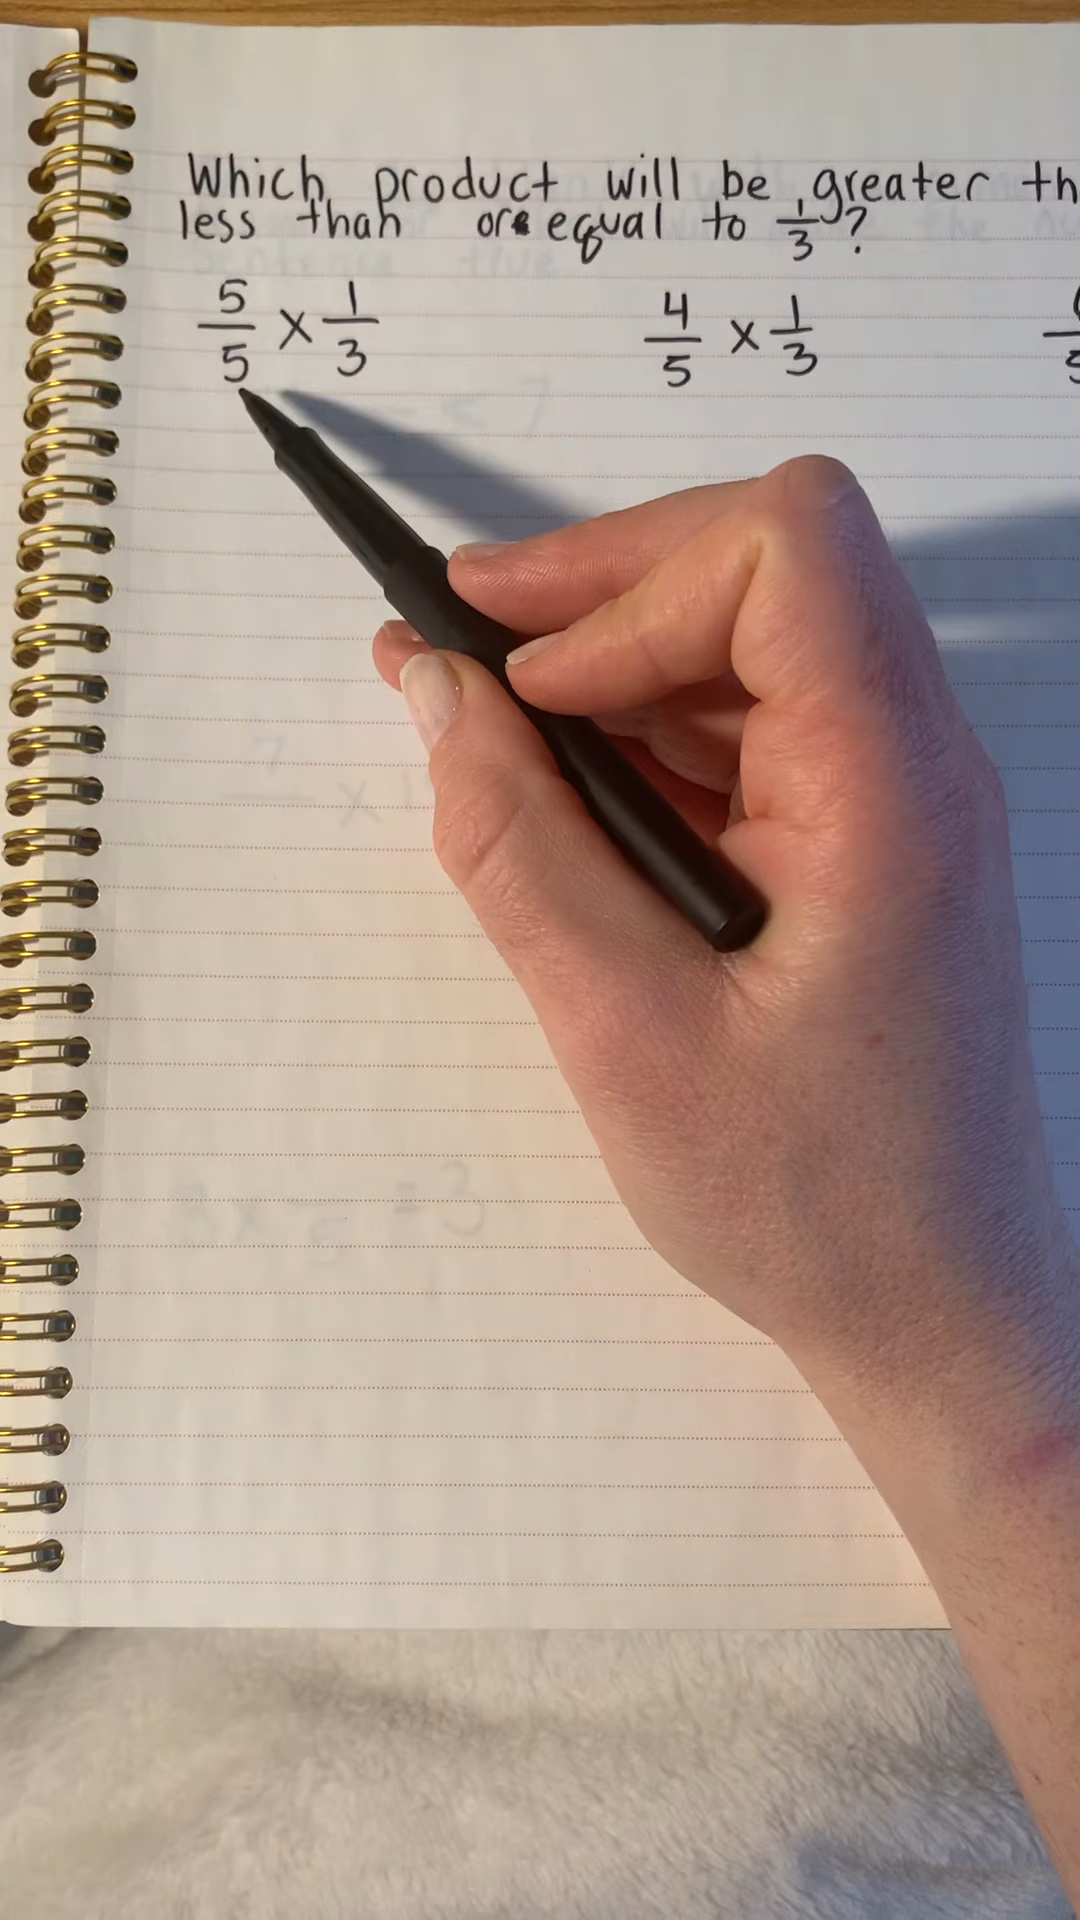 Which product will be greater th
less than or equal to 1/3?
5/5 x 1/3 4/5 x 1/3